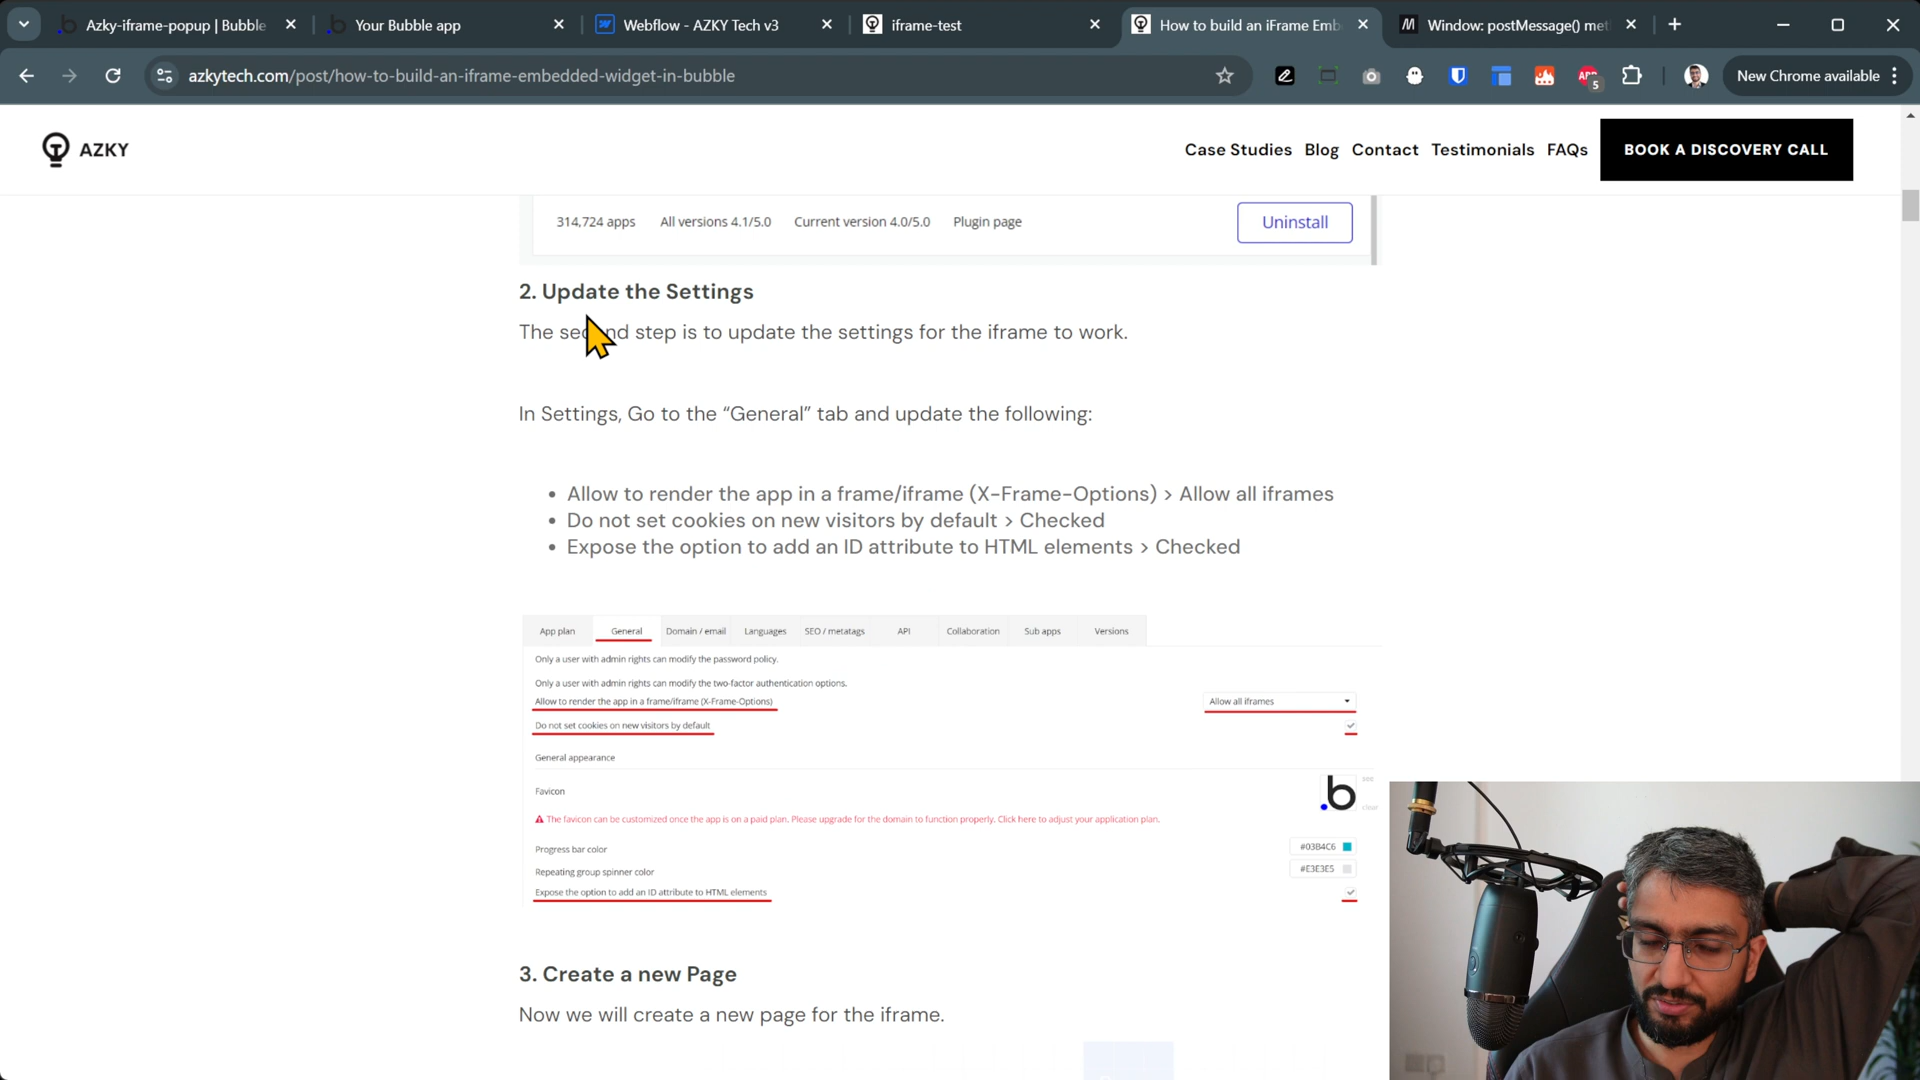 Azky-iframe-popup | Bubble
Your Bubble app
Webflow - AZKY Tech v3
iframe-test
How to build an iFrame Emb
Window: postMessage() met
azkytech.com/post/how-to-build-an-iframe-embedded-widget-in-bubble
ABP
5
New Chrome available
AZKY
Case Studies
Blog
Contact
Testimonials
FAQs
BOOK A DISCOVERY CALL
314,724 apps
All versions 4.1/5.0
Current version 4.0/5.0
Plugin page
Uninstall
2. Update the Settings
The second step is to update the settings for the iframe to work.
In Settings, Go to the “General” tab and update the following:
• Allow to render the app in a frame/iframe (X-Frame-Options) > Allow all iframes
• Do not set cookies on new visitors by default > Checked
• Expose the option to add an ID attribute to HTML elements > Checked
App plan
General
Domain / email
Languages
SEO / metatags
API
Collaboration
Sub apps
Versions
Only a user with admin rights can modify the password policy.
Only a user with admin rights can modify the two-factor authentication options.
Allow to render the app in a frame/iframe (X-Frame-Options)
Allow all iframes
Do not set cookies on new visitors by default
General appearance
Favicon
b
see
clear
The favicon can be customized once the app is on a paid plan. Please upgrade for the domain to function properly. Click here to adjust your application plan.
Progress bar color
#03B4C6
Repeating group spinner color
#E3E3E5
Expose the option to add an ID attribute to HTML elements
3. Create a new Page
Now we will create a new page for the iframe.